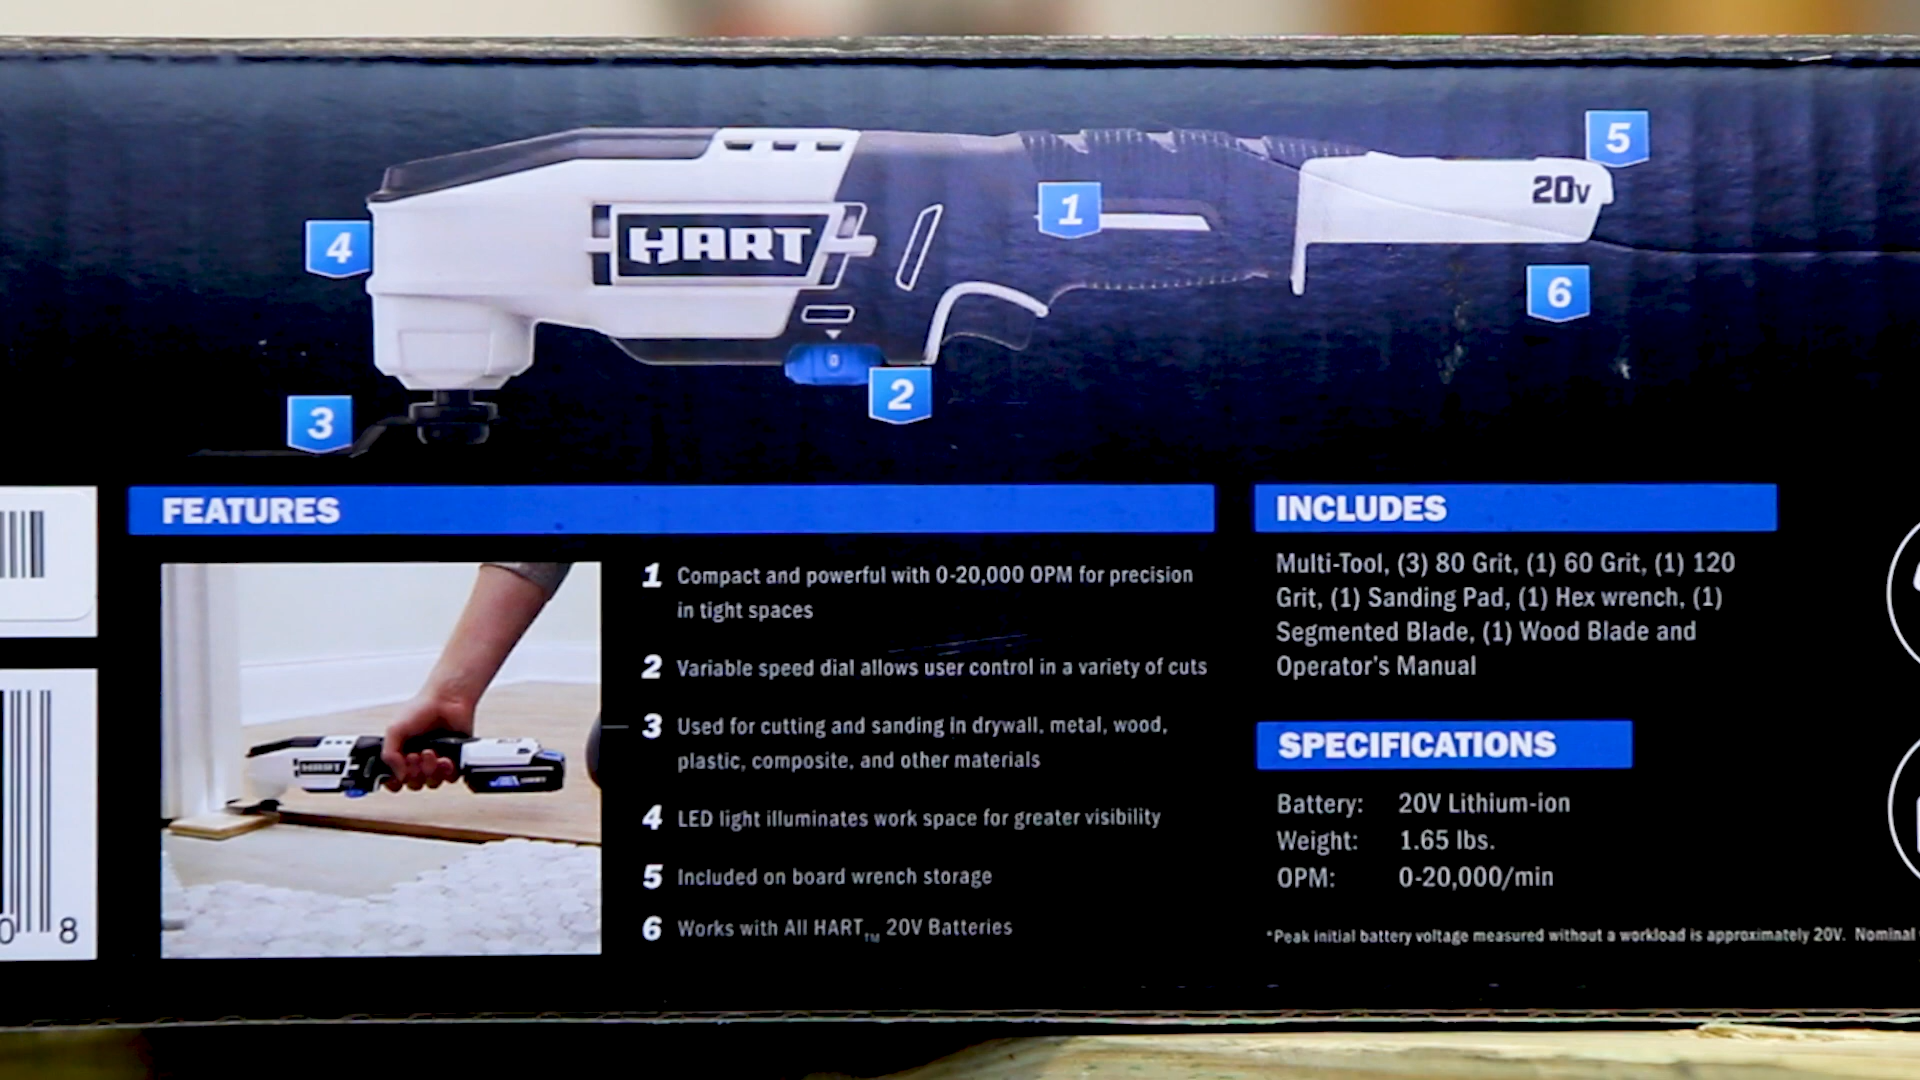 5
20v
1
4
HART
6
0
2
3
FEATURES
1 Compact and powerful with 0-20,000 OPM for precision
in tight spaces
2 Variable speed dial allows user control in a variety of cuts
3 Used for cutting and sanding in drywall, metal, wood,
plastic, composite, and other materials
4 LED light illuminates work space for greater visibility
5 Included on board wrench storage
6 Works with All HART™ 20V Batteries
HART
HART
0 8
INCLUDES
Multi-Tool, (3) 80 Grit, (1) 60 Grit, (1) 120
Grit, (1) Sanding Pad, (1) Hex wrench, (1)
Segmented Blade, (1) Wood Blade and
Operator's Manual
SPECIFICATIONS
Battery: 20V Lithium-ion
Weight: 1.65 lbs.
OPM: 0-20,000/min
*Peak initial battery voltage measured without a workload is approximately 20V. Nominal